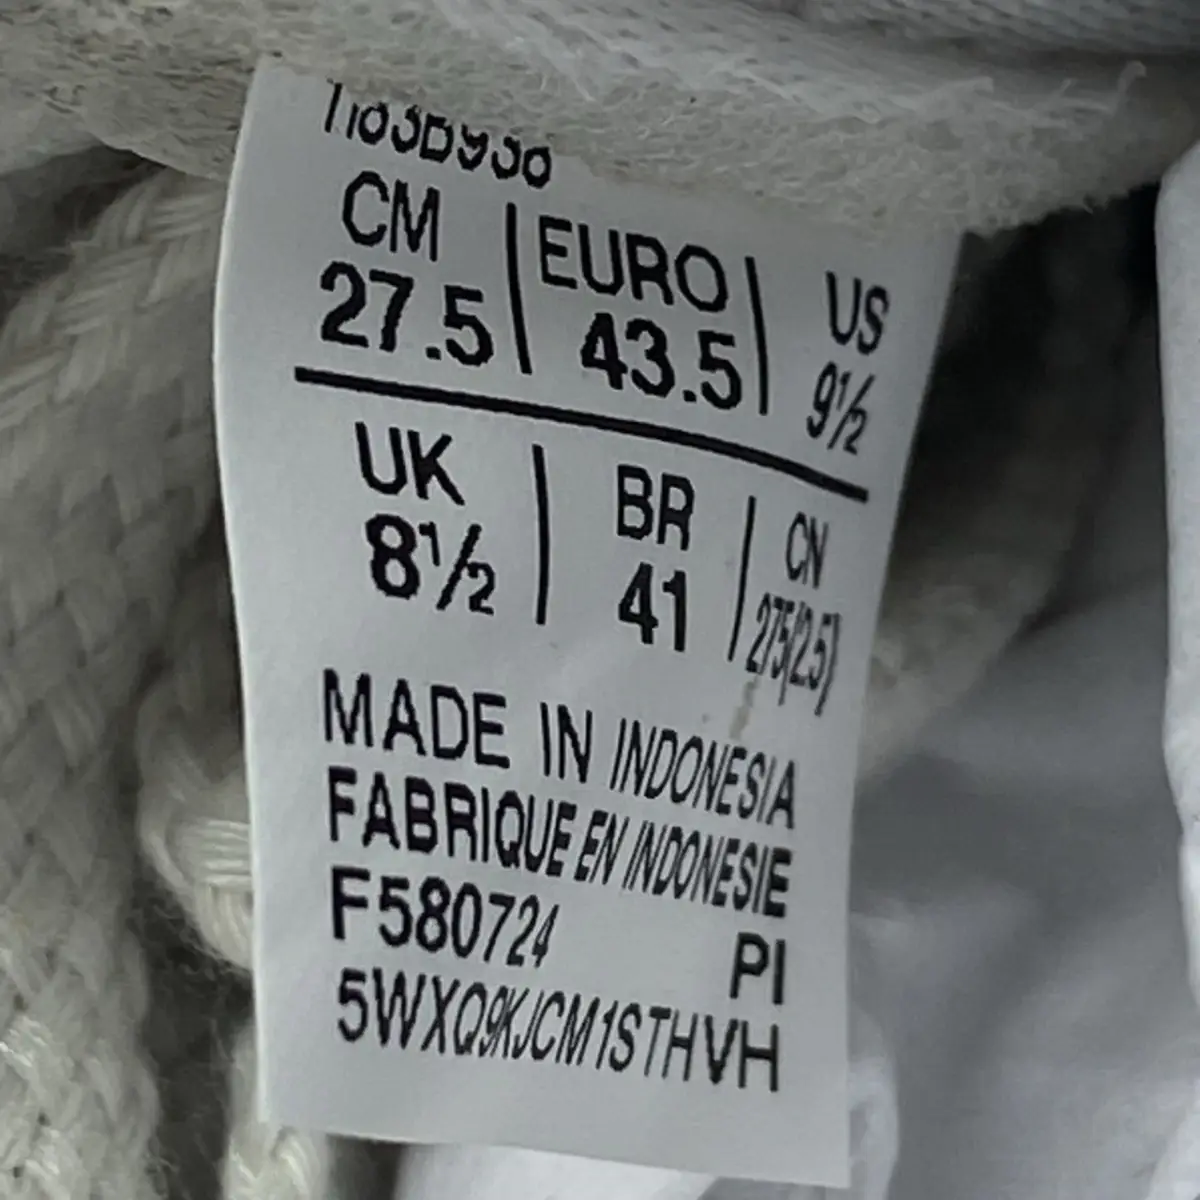 CM EURO US
27.5 43.5 9½
UK BR CN
8½ 41 275(2.5)
MADE IN INDONESIA
FABRIQUE EN INDONESIE
F580724 PI
5WXQ9KJCM1STHVH